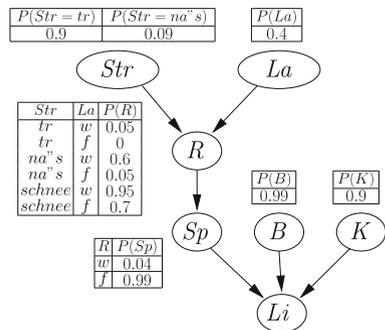 P(Str = tr) P(Str = na"s) P(La)
0.9 0.09 0.4
Str La
Str La P(R)
tr w 0.05
tr f 0
na"s w 0.6
na"s f 0.05
schnee w 0.95
schnee f 0.7
R
P(B) P(K)
0.99 0.9
R P(Sp)
w 0.04
f 0.99
Sp B K
Li